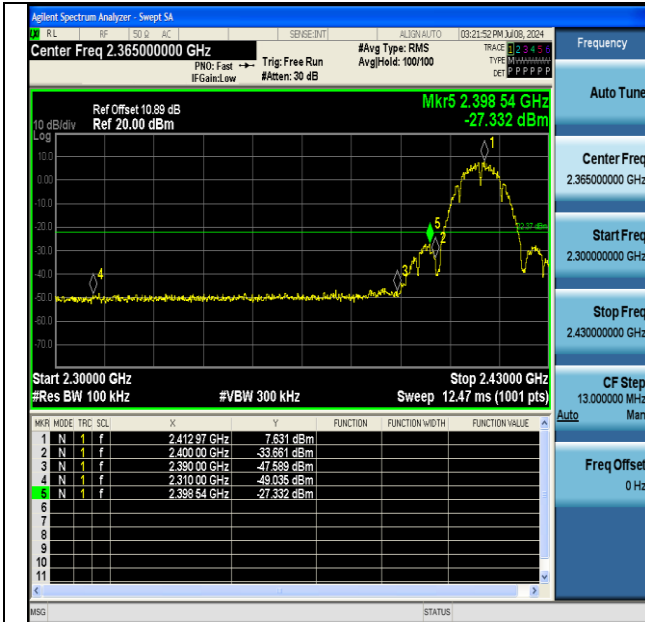 Agilent Spectrum Analyzer - Swept SA
RL RF 50 Ω AC SENSE:INT ALIGN AUTO 03:21:52 PM Jul 08, 2024
Center Freq 2.365000000 GHz
PNO: Fast
IFGain:Low
Trig: Free Run
#Atten: 30 dB
#Avg Type: RMS
Avg|Hold: 100/100
TRACE 1 2 3 4 5 6
TYPE
DET P P P P P P
Frequency
Ref Offset 10.89 dB
Ref 20.00 dBm
10 dB/div
Log
Mkr5 2.398 54 GHz
-27.332 dBm
10.0
0.00
-10.0
-30.0
-40.0
-50.0
-60.0
-70.0
1
5
2
3
4
Start 2.30000 GHz
Stop 2.43000 GHz
#Res BW 100 kHz
#VBW 300 kHz
Sweep 12.47 ms (1001 pts)
MKR MODE TRC SCL X Y FUNCTION FUNCTION WIDTH FUNCTION VALUE
1 N 1 f 2.412 97 GHz 7.631 dBm
2 N 1 f 2.400 00 GHz -33.661 dBm
3 N 1 f 2.390 00 GHz -47.589 dBm
4 N 1 f 2.310 00 GHz -49.035 dBm
5 N 1 f 2.398 54 GHz -27.332 dBm
6
7
8
9
10
11
MSG
STATUS
Auto Tune
Center Freq
2.365000000 GHz
Start Freq
2.300000000 GHz
Stop Freq
2.430000000 GHz
CF Step
13.000000 MHz
Auto Man
Freq Offset
0 Hz